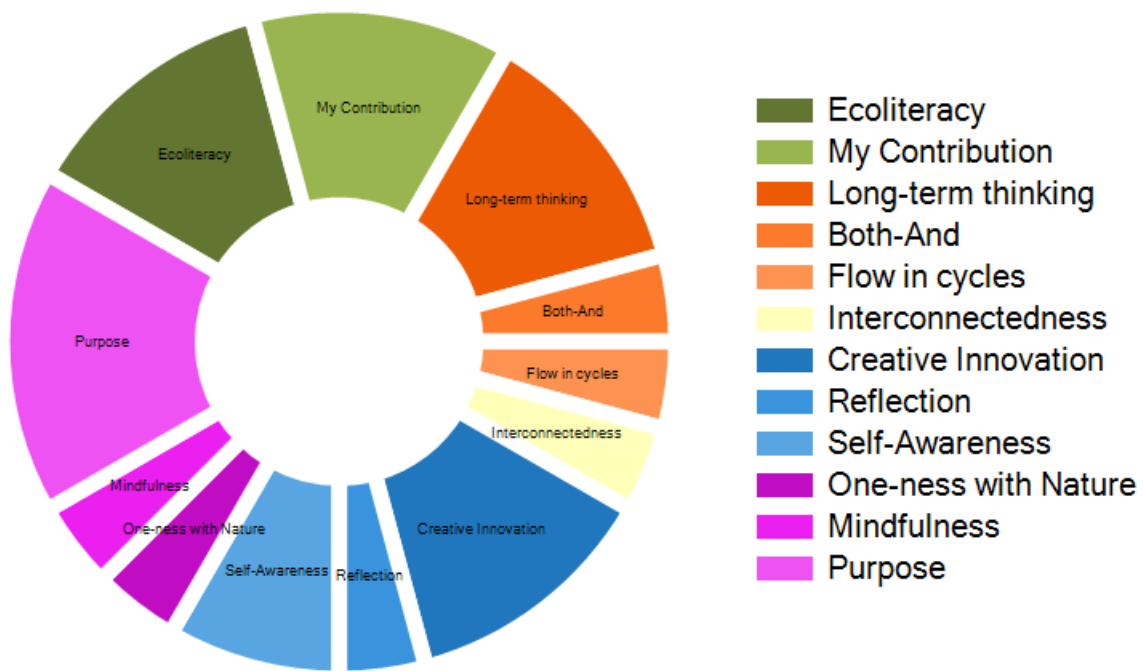 My Contribution
Ecoliteracy
Long-term thinking
Both-And
Purpose
Flow in cycles
Interconnectedness
Mindfulness
One-ness with Nature
Creative Innovation
Self-Awareness
Reflection
Ecoliteracy
My Contribution
Long-term thinking
Both-And
Flow in cycles
Interconnectedness
Creative Innovation
Reflection
Self-Awareness
One-ness with Nature
Mindfulness
Purpose